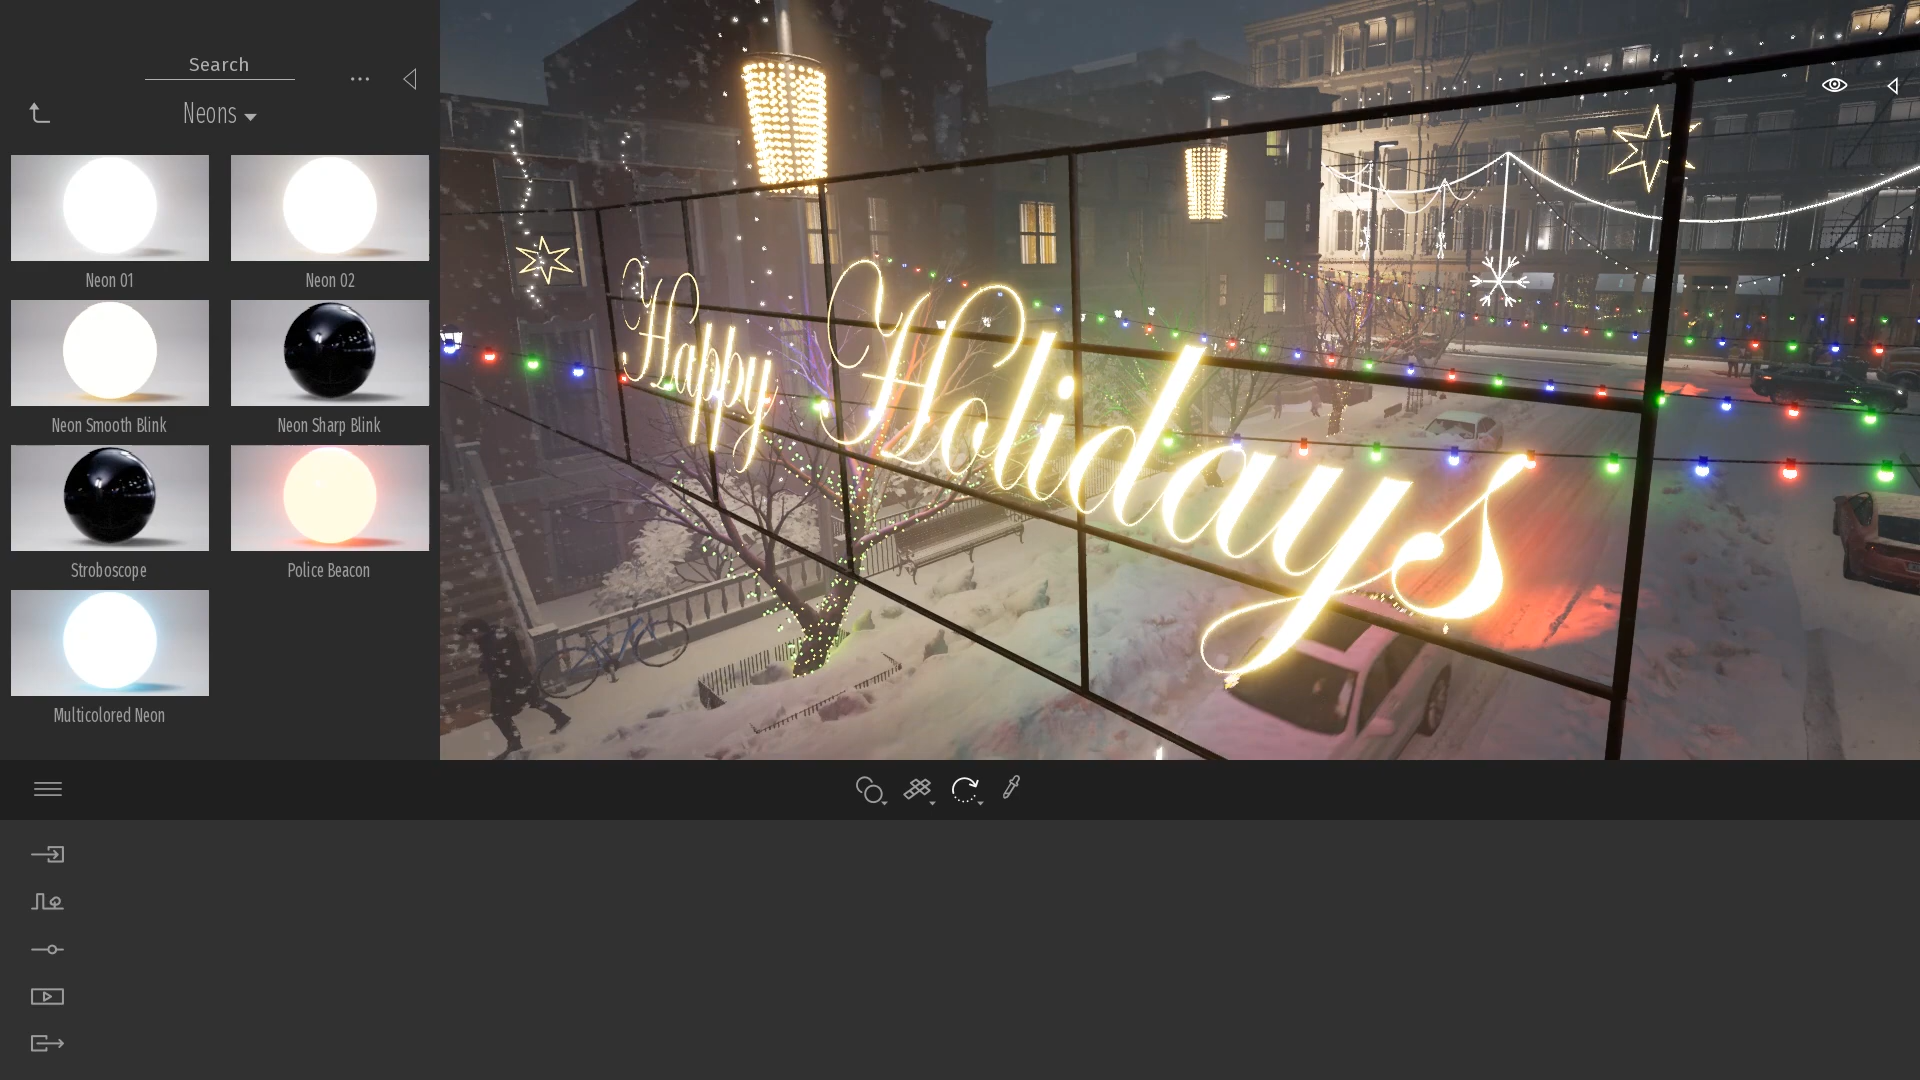 Search
Neons
Neon 01
Neon 02
Neon Smooth Blink
Neon Sharp Blink
Stroboscope
Police Beacon
Multicolored Neon
Happy Holidays